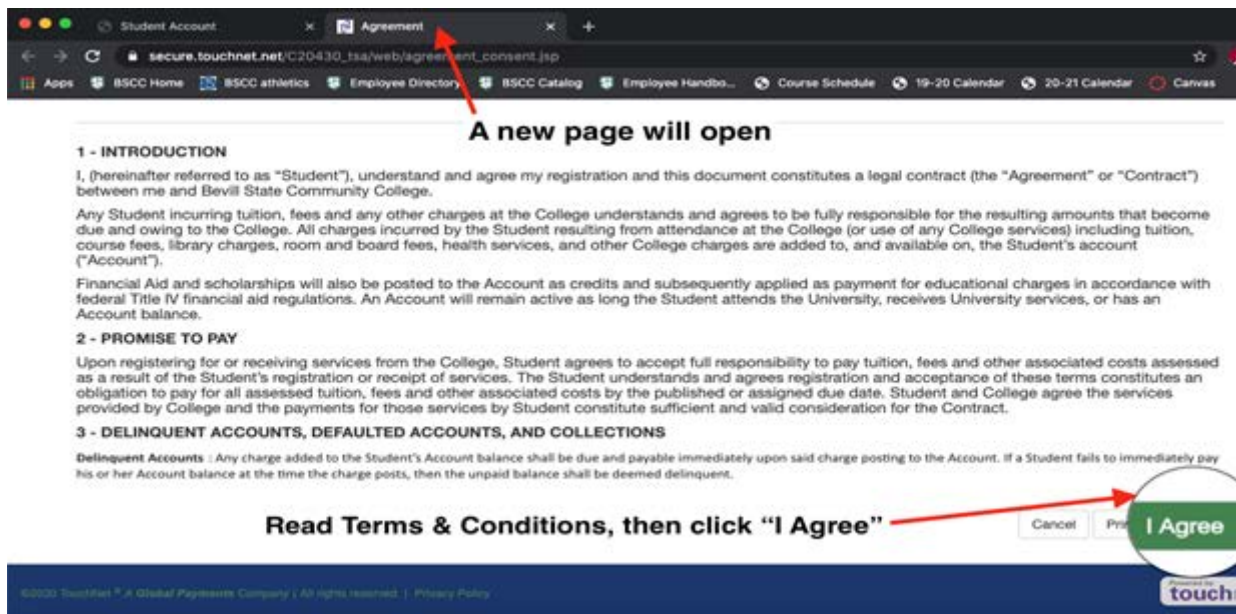 Student Account
Agreement
secure.touchnet.net/C20430_tsa/web/agreement_consent.jsp
Apps BSCC Home BSCC athletics Employee Directory BSCC Catalog Employee Handbo... Course Schedule 19-20 Calendar 20-21 Calendar Canvas
A new page will open
1 - INTRODUCTION
I, (hereinafter referred to as "Student"), understand and agree my registration and this document constitutes a legal contract (the "Agreement" or "Contract")
between me and Bevill State Community College.
Any Student incurring tuition, fees and any other charges at the College understands and agrees to be fully responsible for the resulting amounts that become
due and owing to the College. All charges incurred by the Student resulting from attendance at the College (or use of any College services) including tuition,
course fees, library charges, room and board fees, health services, and other College charges are added to, and available on, the Student's account
("Account").
Financial Aid and scholarships will also be posted to the Account as credits and subsequently applied as payment for educational charges in accordance with
federal Title IV financial aid regulations. An Account will remain active as long the Student attends the University, receives University services, or has an
Account balance.
2 - PROMISE TO PAY
Upon registering for or receiving services from the College, Student agrees to accept full responsibility to pay tuition, fees and other associated costs assessed
as a result of the Student's registration or receipt of services. The Student understands and agrees registration and acceptance of these terms constitutes an
obligation to pay for all assessed tuition, fees and other associated costs by the published or assigned due date. Student and College agree the services
provided by College and the payments for those services by Student constitute sufficient and valid consideration for the Contract.
3 - DELINQUENT ACCOUNTS, DEFAULTED ACCOUNTS, AND COLLECTIONS
Delinquent Accounts : Any charge added to the Student's Account balance shall be due and payable immediately upon said charge posting to the Account. If a Student fails to immediately pay
his or her Account balance at the time the charge posts, then the unpaid balance shall be deemed delinquent.
Read Terms & Conditions, then click "I Agree"
Cancel Pri I Agree
©2020 TouchNet ® A Global Payments Company | All rights reserved. | Privacy Policy
Powered by
touch